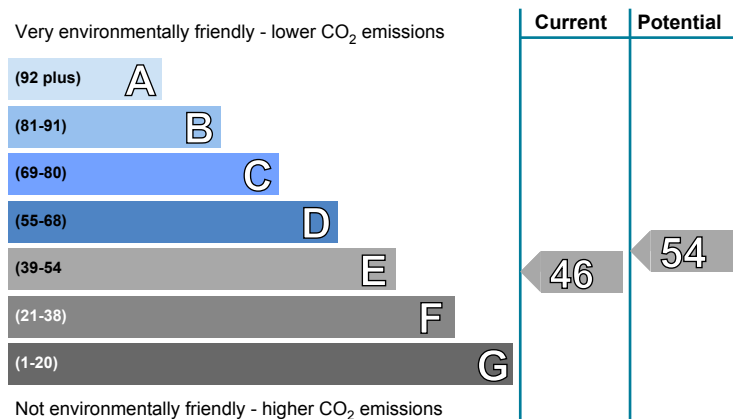 Current Potential
Very environmentally friendly - lower CO₂ emissions
(92 plus) A
(81-91) B
(69-80) C
(55-68) D
(39-54 E
46 54
(21-38) F
(1-20) G
Not environmentally friendly - higher CO₂ emissions